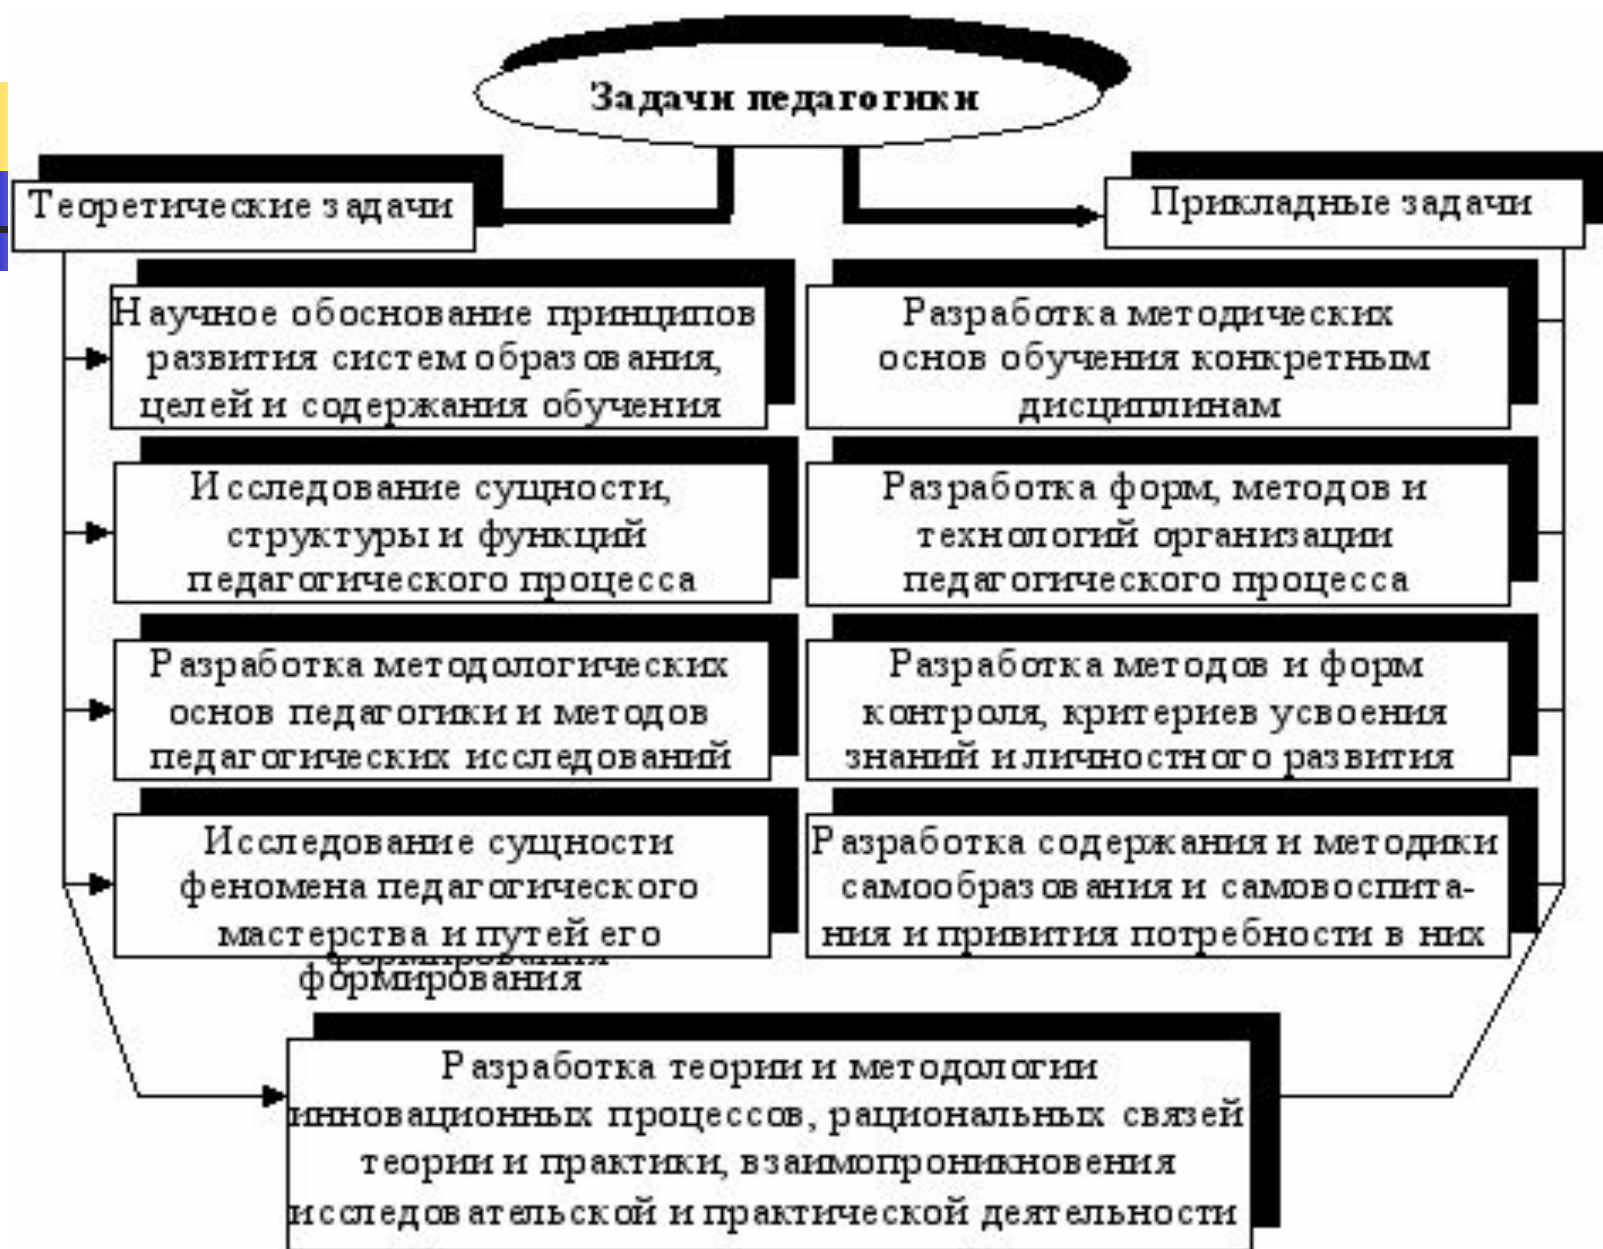 Задачи педагогики
Теоретические задачи
Прикладные задачи
Научное обоснование принципов
развития систем образования,
целей и содержания обучения
Разработка методических
основ обучения конкретным
дисциплинам
Исследование сущности,
структуры и функций
педагогического процесса
Разработка форм, методов и
технологий организации
педагогического процесса
Разработка методологических
основ педагогики и методов
педагогических исследований
Разработка методов и форм
контроля, критериев усвоения
знаний и личностного развития
Исследование сущности
феномена педагогического
мастерства и путей его
формирования
формирования
Разработка содержания и методики
самообразования и самовоспита-
ния и привития потребности в них
Разработка теории и методологии
инновационных процессов, рациональных связей
теории и практики, взаимопроникновения
исследовательской и практической деятельности